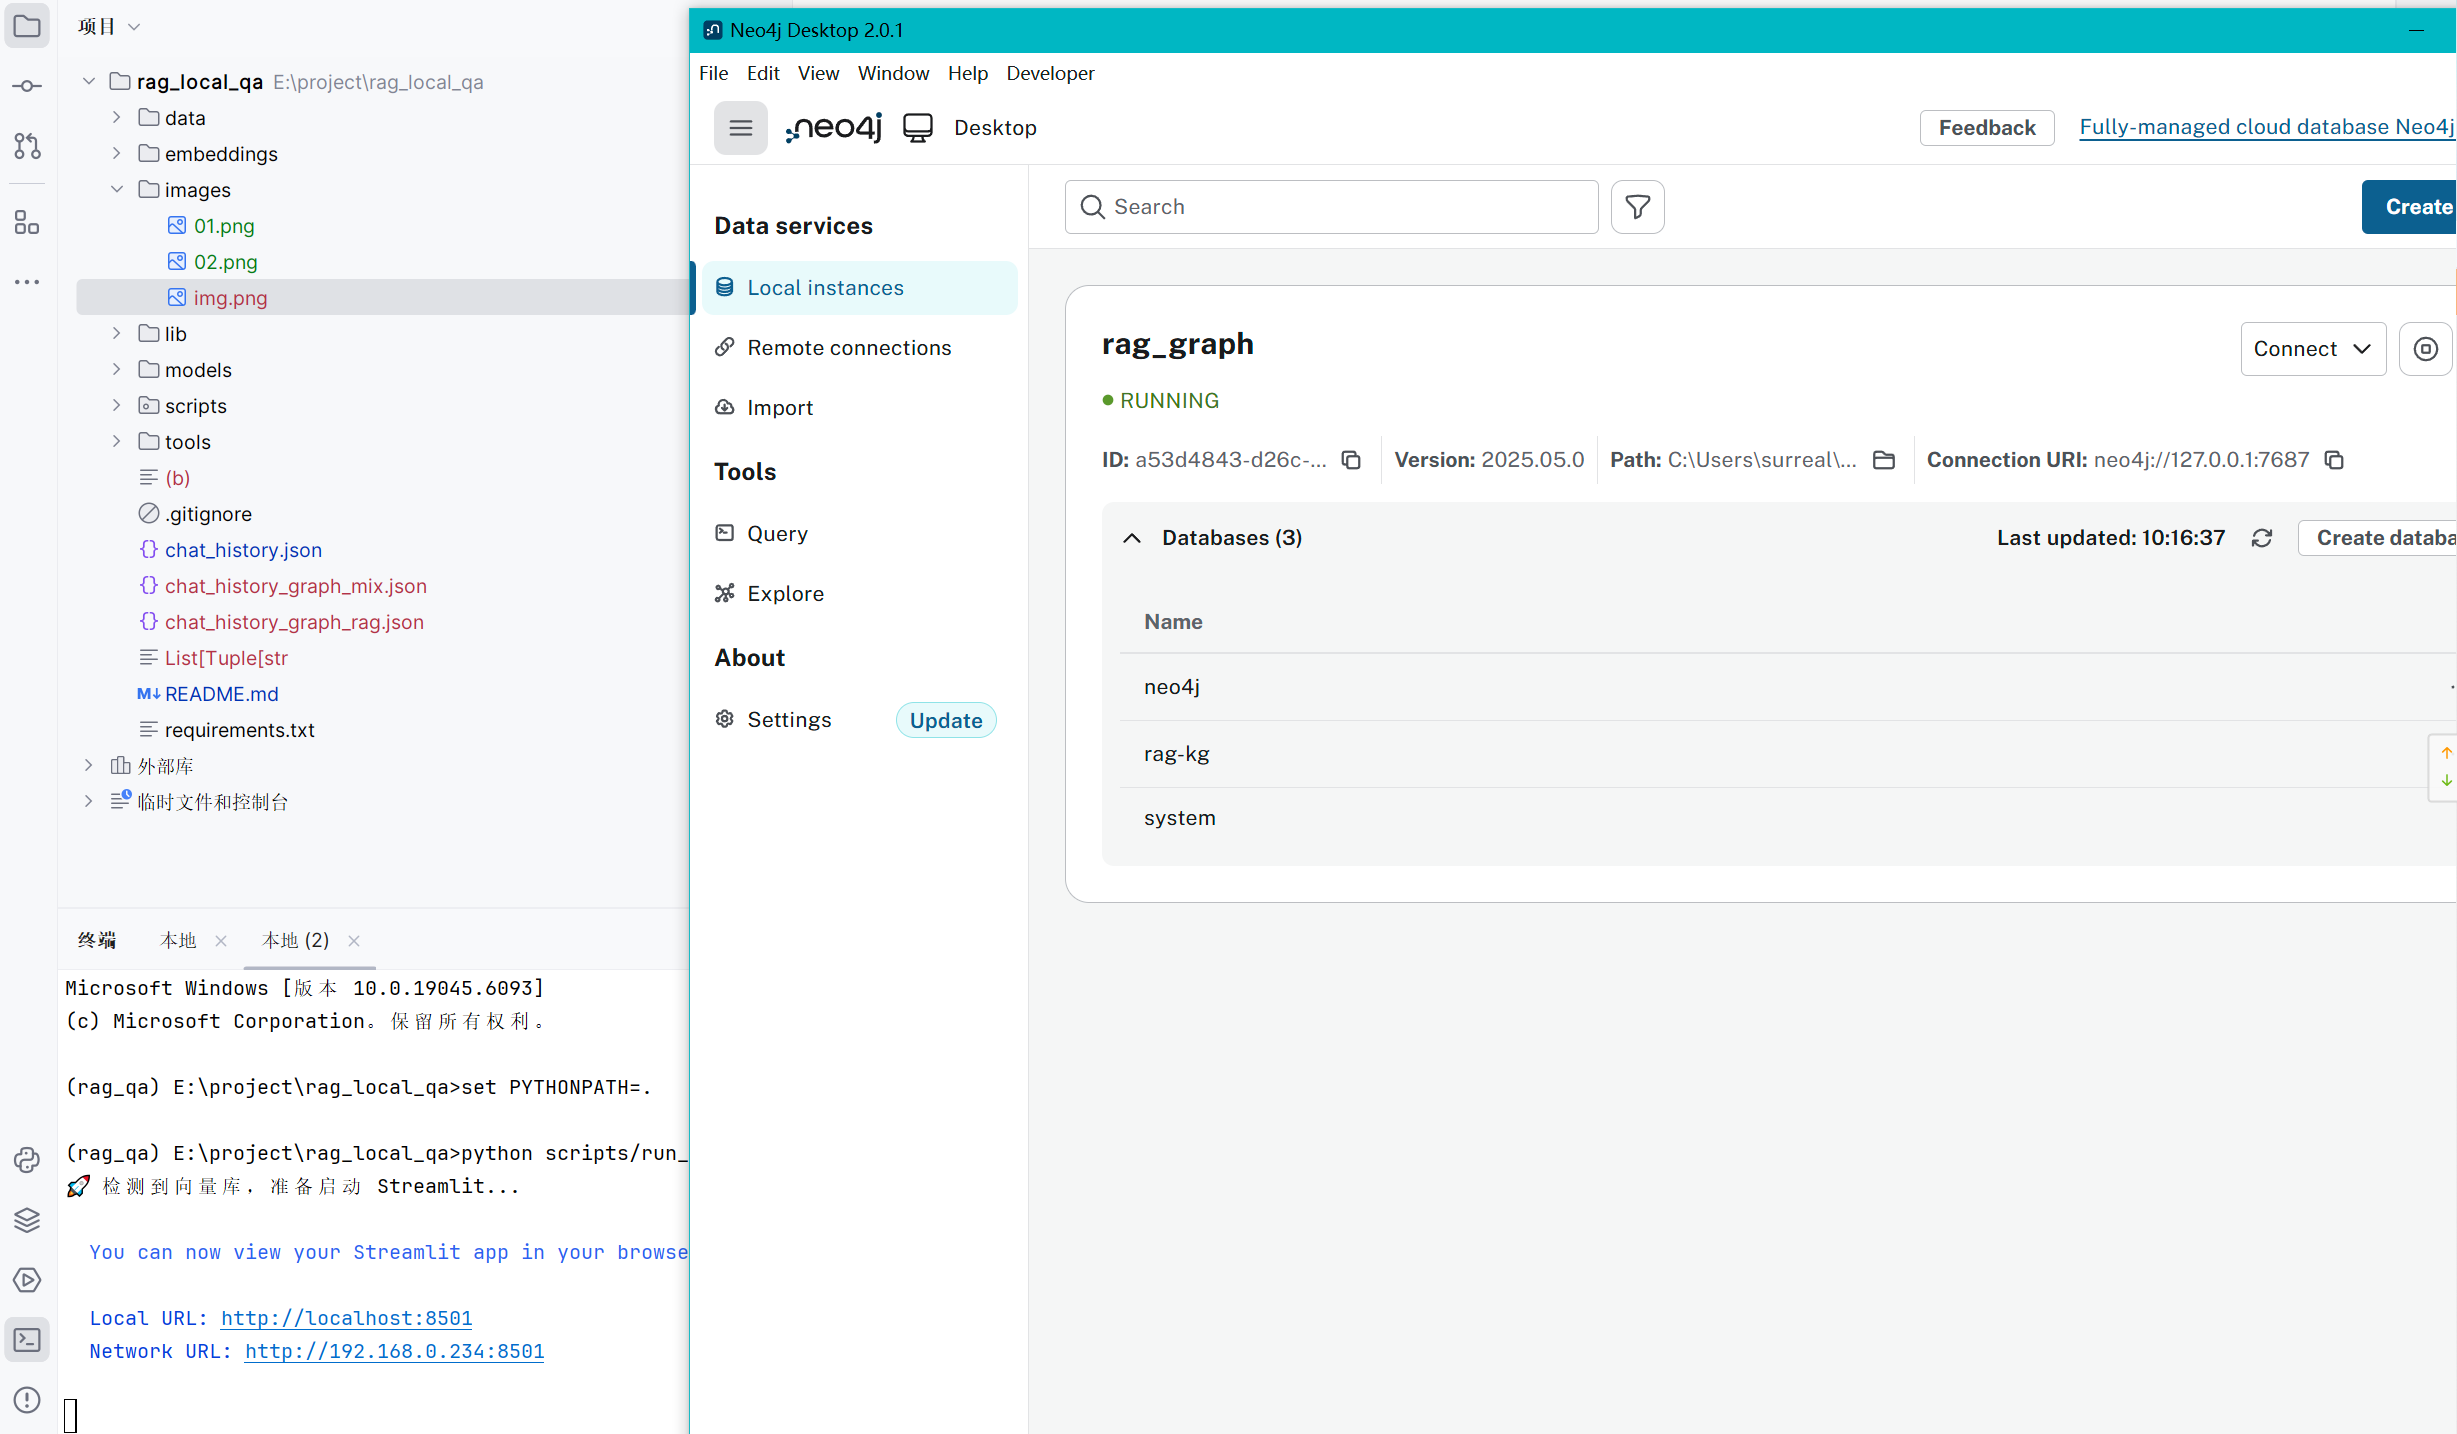 项目
rag_local_qa E:\project\rag_local_qa
data
embeddings
images
01.png
02.png
img.png
lib
models
scripts
tools
(b)
.gitignore
chat_history.json
chat_history_graph_mix.json
chat_history_graph_rag.json
List[Tuple[str
README.md
requirements.txt
外部库
临时文件和控制台
终端 本地 本地 (2)
Microsoft Windows [版本 10.0.19045.6093]
(c) Microsoft Corporation。保留所有权利。
(rag_qa) E:\project\rag_local_qa>set PYTHONPATH=.
(rag_qa) E:\project\rag_local_qa>python scripts/run_
🚀 检测到向量库，准备启动 Streamlit...
You can now view your Streamlit app in your browse
Local URL: http://localhost:8501
Network URL: http://192.168.0.234:8501
Neo4j Desktop 2.0.1
File Edit View Window Help Developer
neo4j Desktop Feedback Fully-managed cloud database Neo4j
Data services
Local instances
Remote connections
Import
Tools
Query
Explore
About
Settings Update
Search Create
rag_graph Connect
RUNNING
ID: a53d4843-d26c-... Version: 2025.05.0 Path: C:\Users\surreal\... Connection URI: neo4j://127.0.0.1:7687
Databases (3) Last updated: 10:16:37 Create databa
Name
neo4j
rag-kg
system